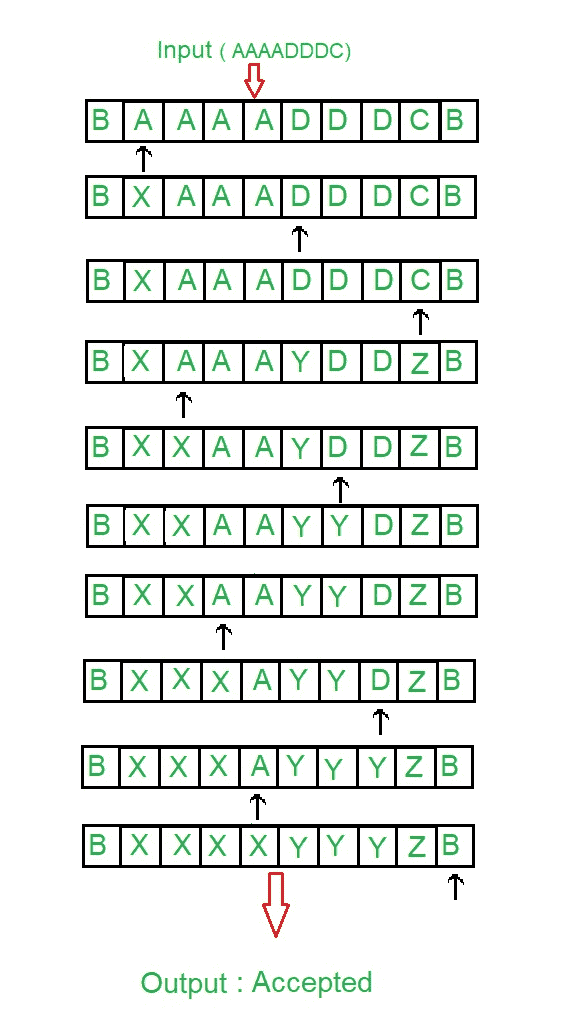 Input ( AAAADDDC)
B A A A A D D D C B
B X A A A D D D C B
B X A A A D D D C B
B X A A A Y D D Z B
B X X A A Y D D Z B
B X X A A Y Y D Z B
B X X A A Y Y D Z B
B X X X A Y Y D Z B
B X X X A Y Y Y Z B
B X X X X Y Y Y Z B
Output : Accepted